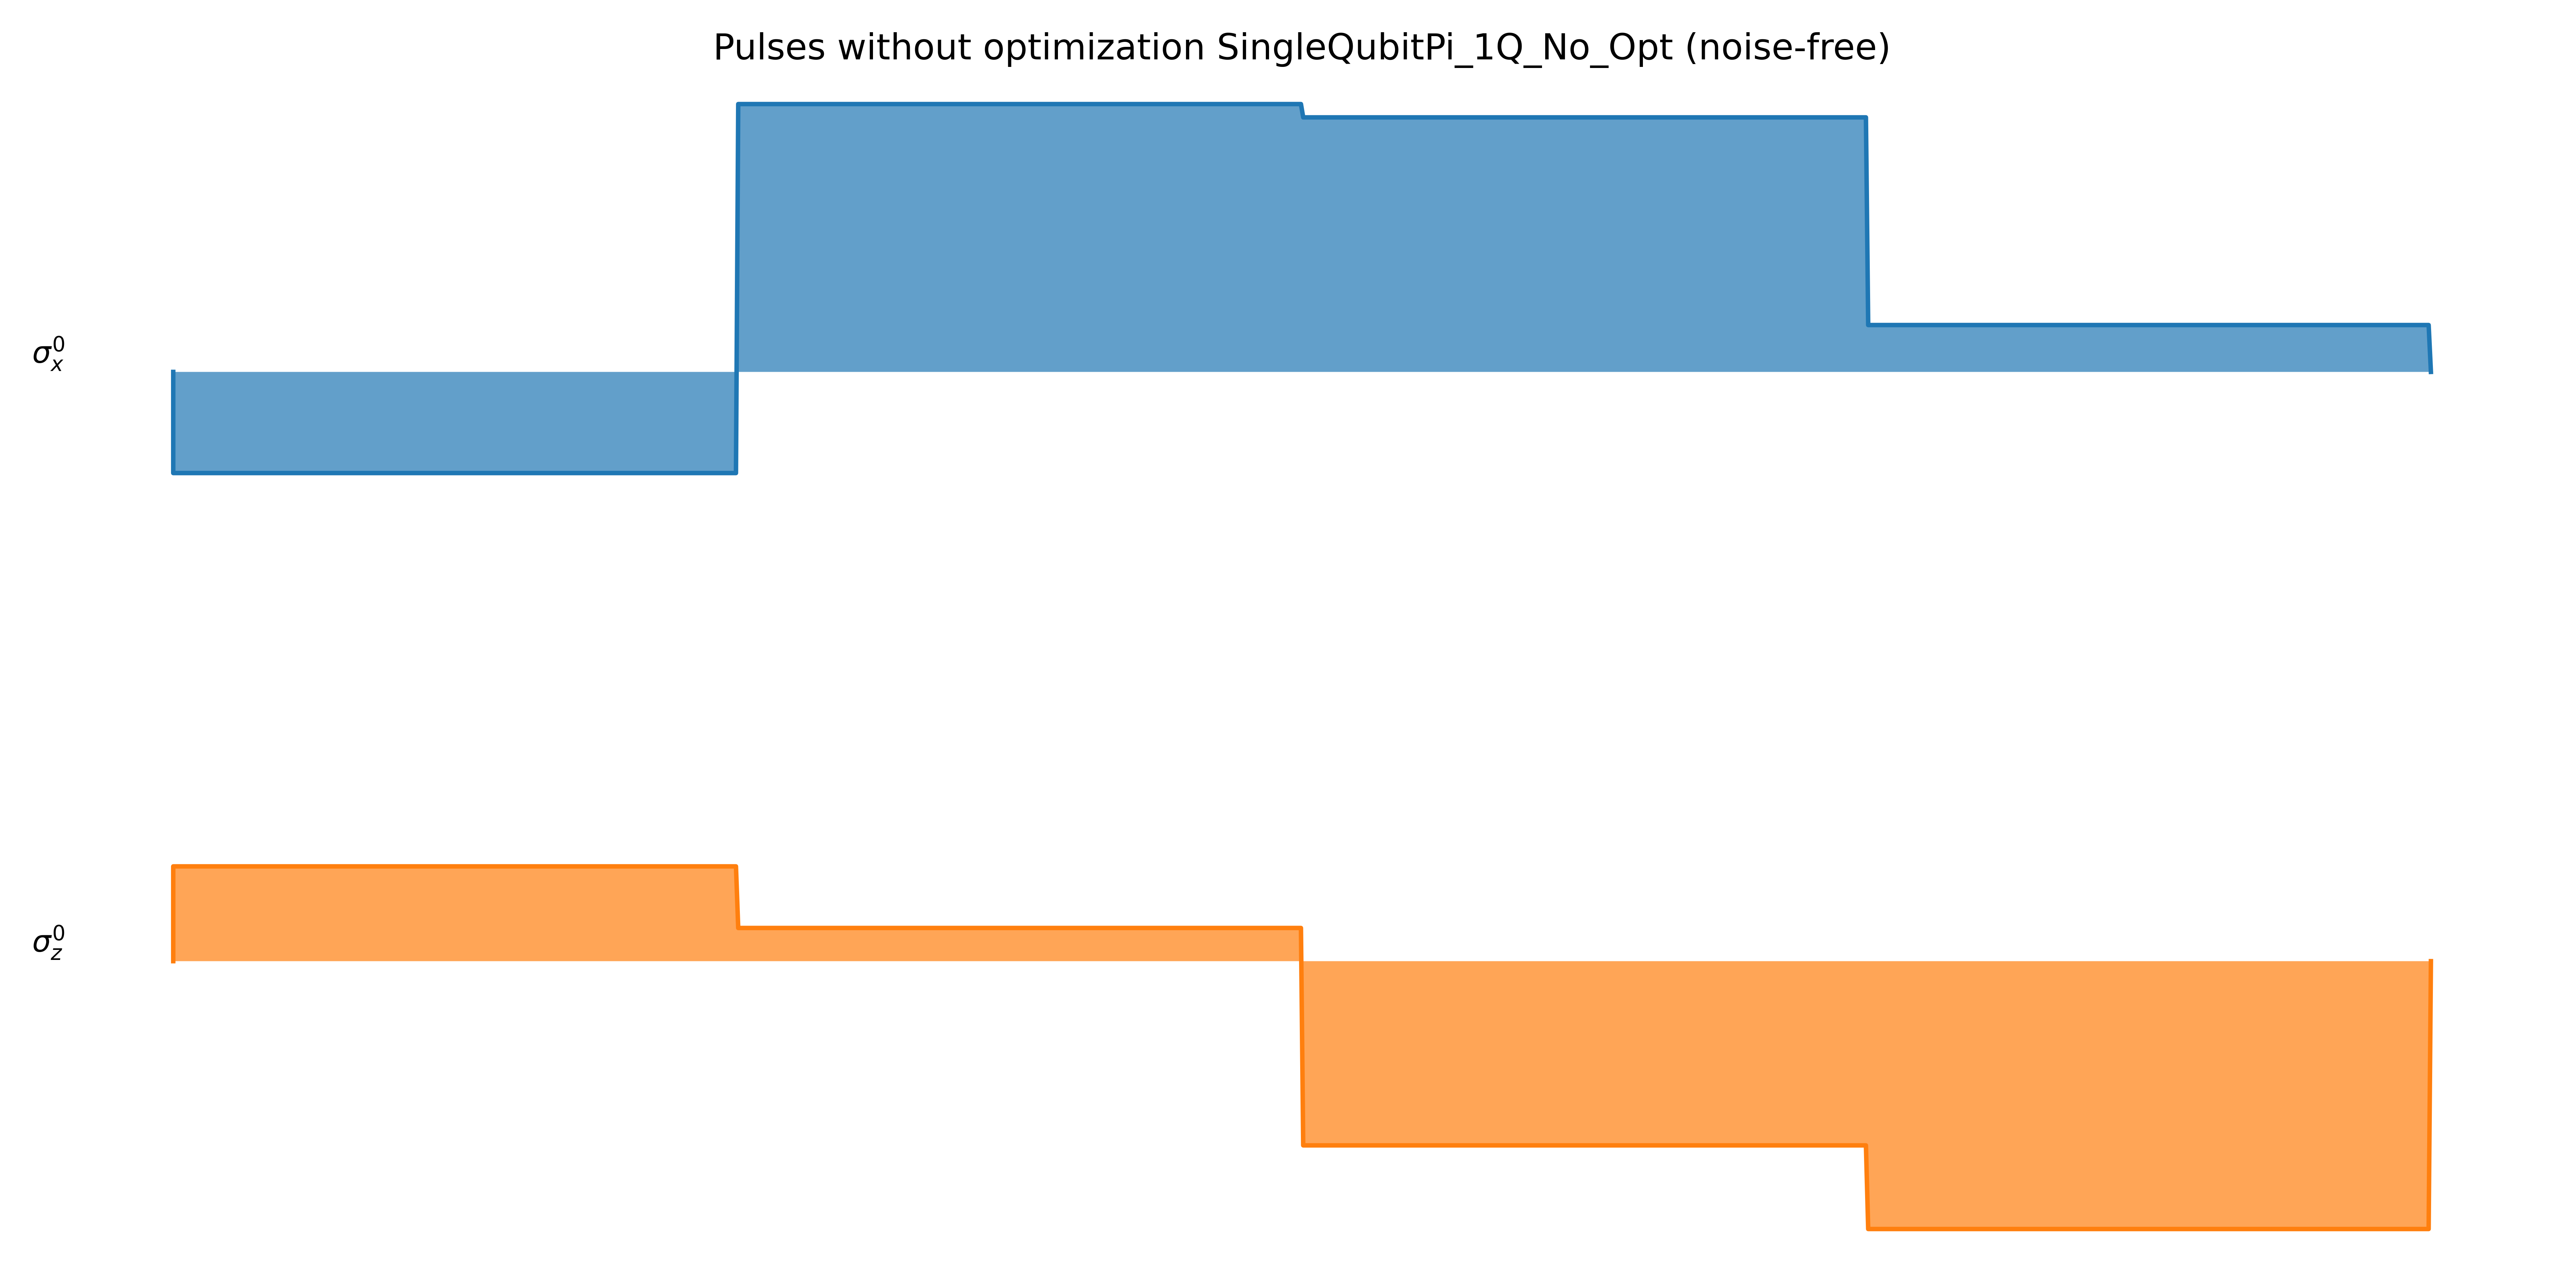 Pulses without optimization SingleQubitPi_1Q_No_Opt (noise-free)
σ_x^0
σ_z^0